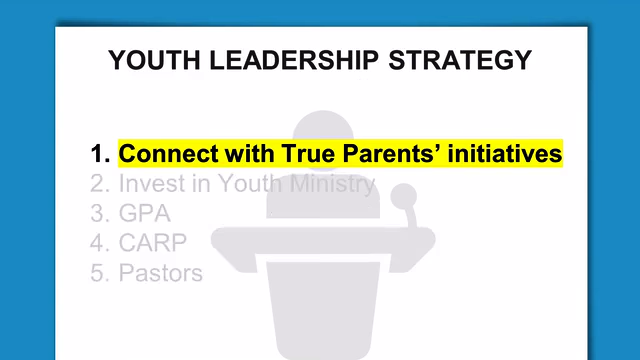 YOUTH LEADERSHIP STRATEGY
1. Connect with True Parents’ initiatives
2. Invest in Youth Ministry
3. GPA
4. CARP
5. Pastors